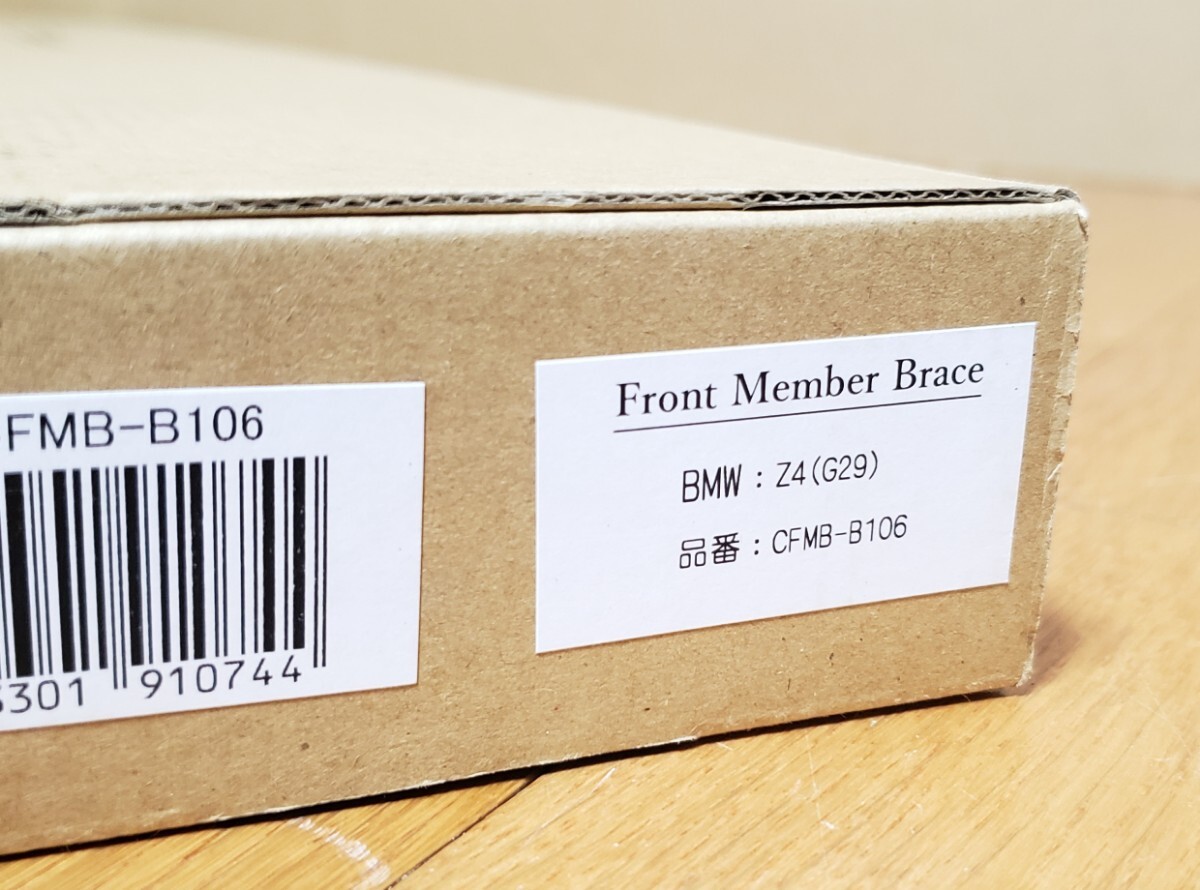 FMB-B106
301 910744
Front Member Brace
BMW : Z4(G29)
品番 : CFMB-B106